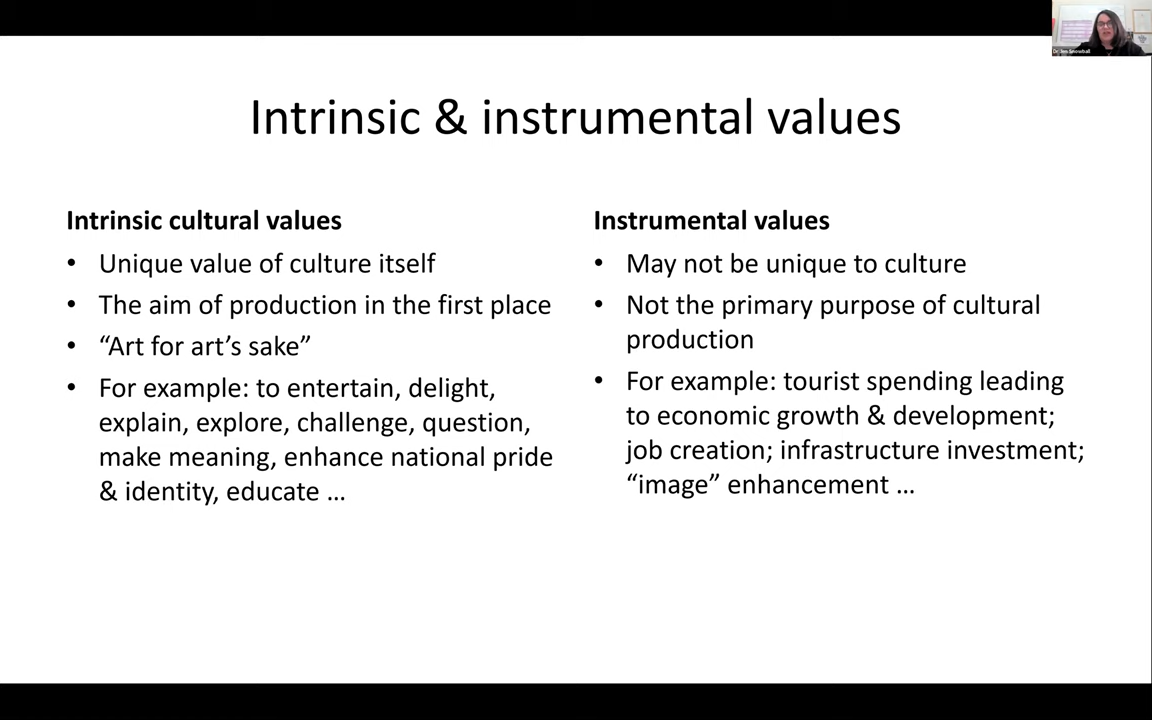 Dr. Jen Snowball
Intrinsic & instrumental values
Intrinsic cultural values
• Unique value of culture itself
• The aim of production in the first place
• “Art for art’s sake”
• For example: to entertain, delight,
explain, explore, challenge, question,
make meaning, enhance national pride
& identity, educate ...
Instrumental values
• May not be unique to culture
• Not the primary purpose of cultural
production
• For example: tourist spending leading
to economic growth & development;
job creation; infrastructure investment;
“image” enhancement ...